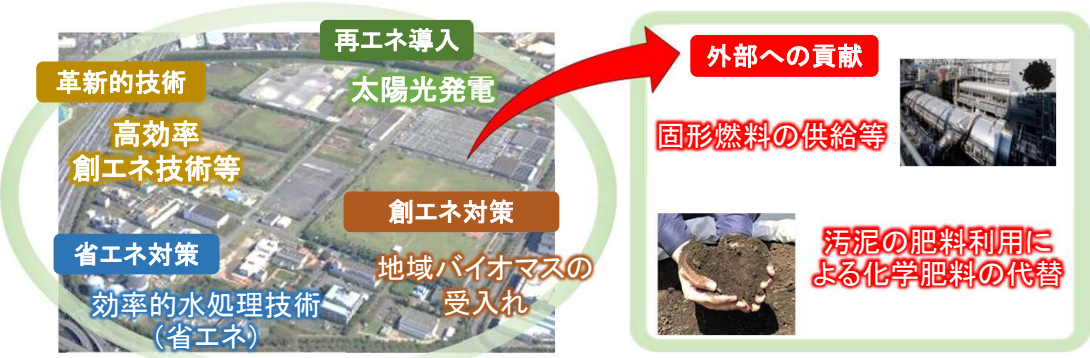 再エネ導入
太陽光発電
革新的技術
高効率
創エネ技術等
創エネ対策
地域バイオマスの
受入れ
省エネ対策
効率的水処理技術
（省エネ）
外部への貢献
固形燃料の供給等
汚泥の肥料利用に
よる化学肥料の代替